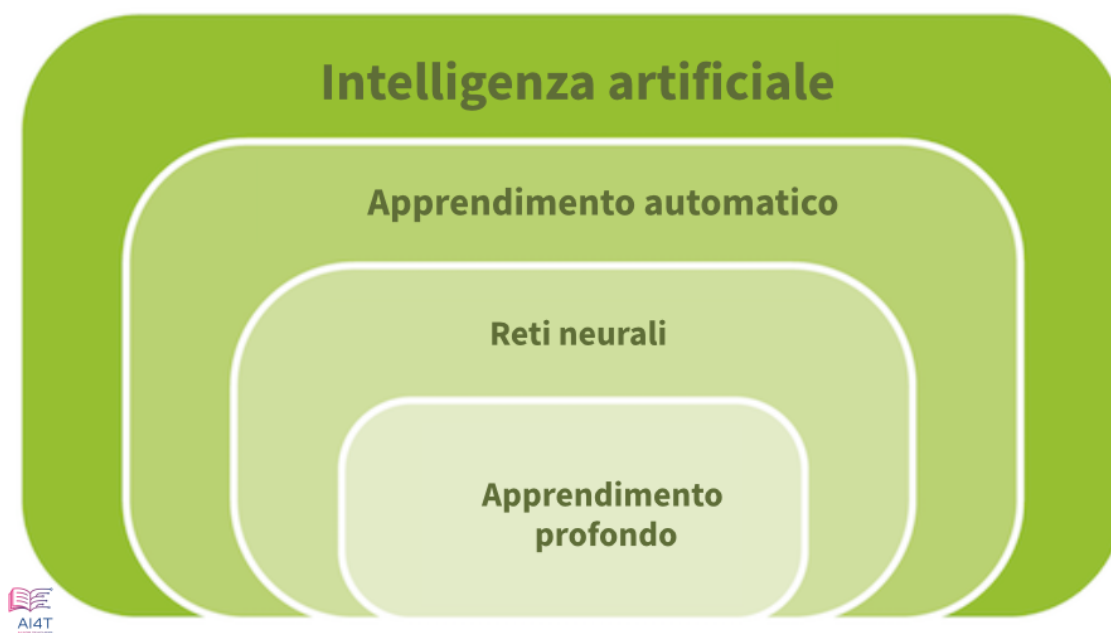 Intelligenza artificiale
Apprendimento automatico
Reti neurali
Apprendimento
profondo
AI4T